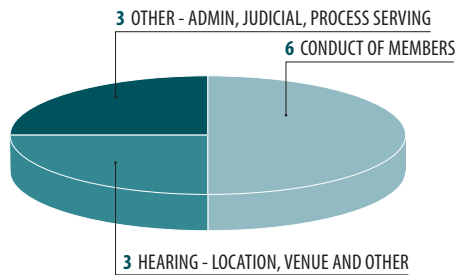 3 OTHER - ADMIN, JUDICIAL, PROCESS SERVING
6 CONDUCT OF MEMBERS
3 HEARING - LOCATION, VENUE AND OTHER